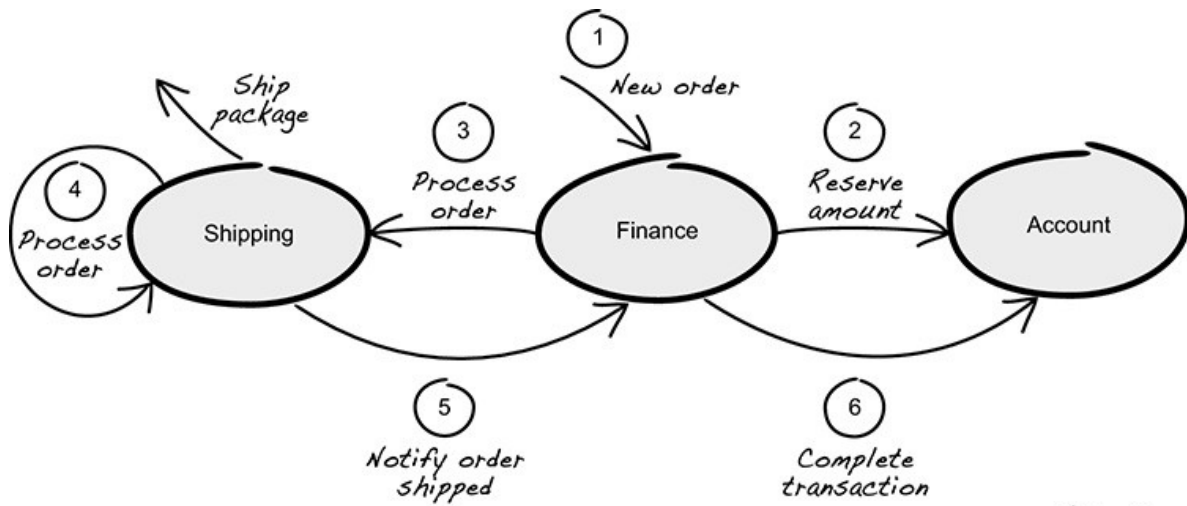 1
New order
Ship
package
3
Process
order
2
Reserve
amount
4
Process
order
Shipping
Finance
Account
5
Notify order
shipped
6
Complete
transaction